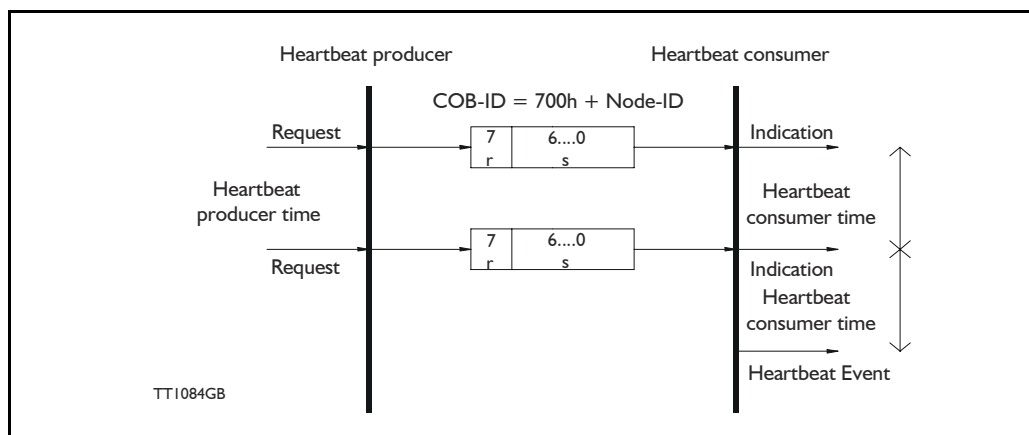 Heartbeat producer
Heartbeat consumer
COB-ID = 700h + Node-ID
Request
7
6....0
r
s
Indication
Heartbeat
producer time
Heartbeat
consumer time
Request
7
6....0
r
s
Indication
Heartbeat
consumer time
Heartbeat Event
TT1084GB